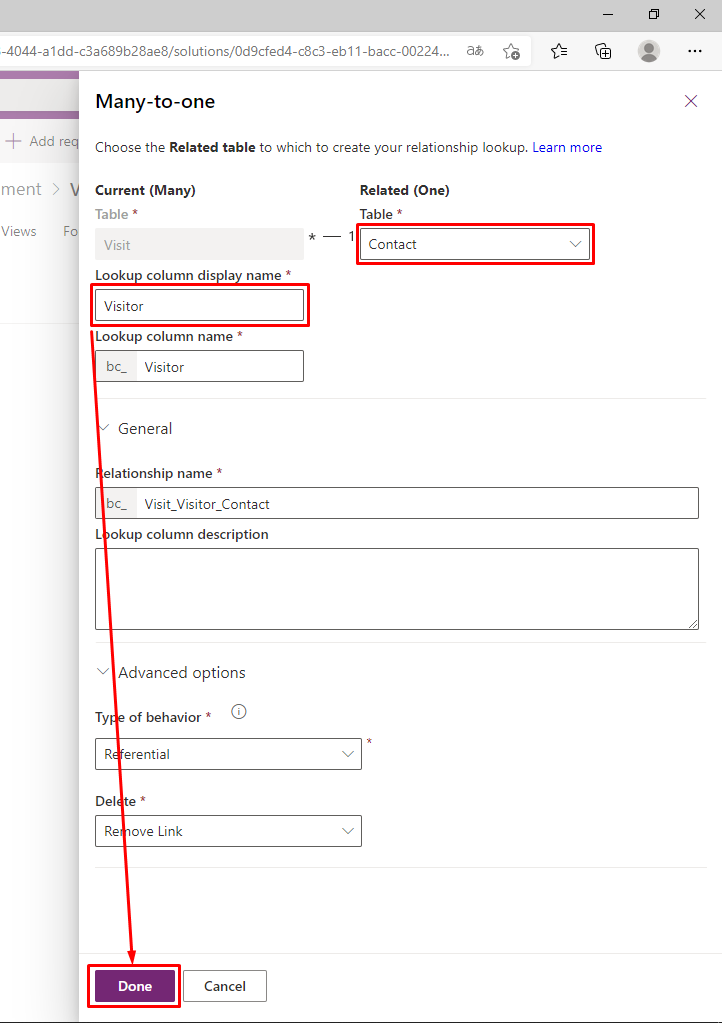 -4044-a1dd-c3a689b28ae8/solutions/0d9cfed4-c8c3-eb11-bacc-00224...
aあ
Many-to-one
Add req
Choose the Related table to which to create your relationship lookup. Learn more
ment > V
Current (Many)
Related (One)
Table *
Table *
Views
Fo
Visit
* — 1
Contact
Lookup column display name *
Visitor
Lookup column name *
bc_ Visitor
General
Relationship name *
bc_ Visit_Visitor_Contact
Lookup column description
Advanced options
Type of behavior *
Referential
*
Delete *
Remove Link
Done
Cancel